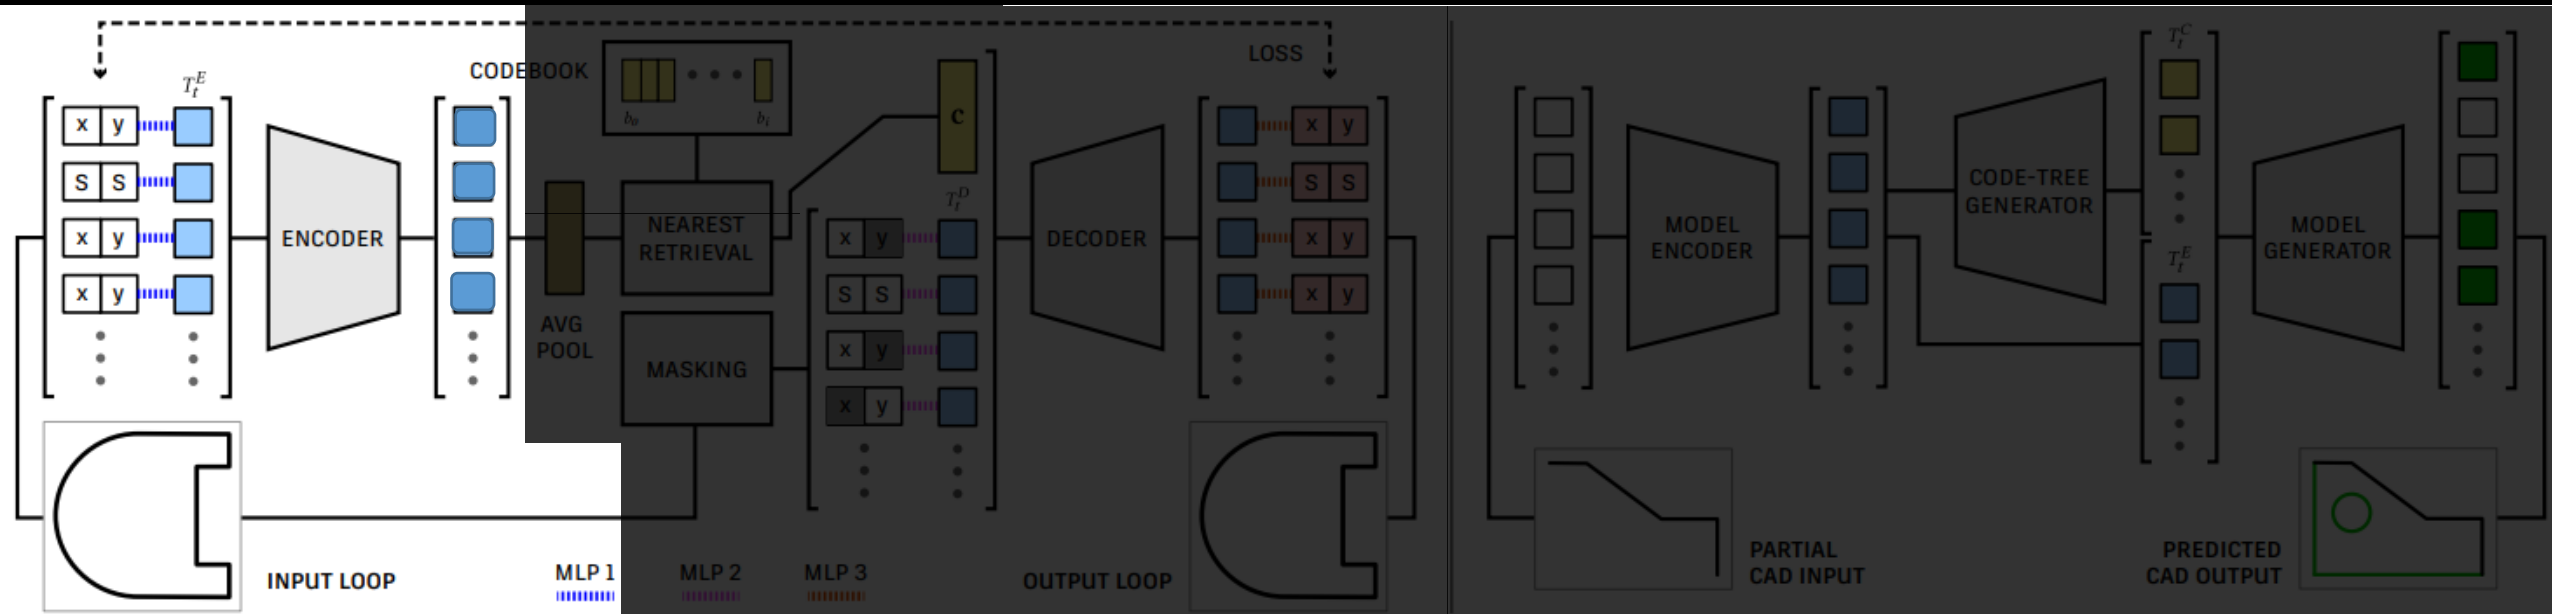 T_t^E
CODEBOOK
b_0
b_i
c
LOSS
x y
S S
x y
x y
ENCODER
AVG
POOL
NEAREST
RETRIEVAL
MASKING
T_t^D
x y
S S
x y
x y
DECODER
x y
S S
x y
x y
INPUT LOOP
MLP 1
MLP 2
MLP 3
OUTPUT LOOP
MODEL
ENCODER
CODE-TREE
GENERATOR
T_t^C
T_t^E
MODEL
GENERATOR
PARTIAL
CAD INPUT
PREDICTED
CAD OUTPUT